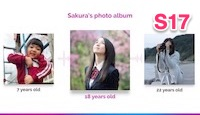 Sakura's photo album
S17
7 years old
18 years old
22 years old